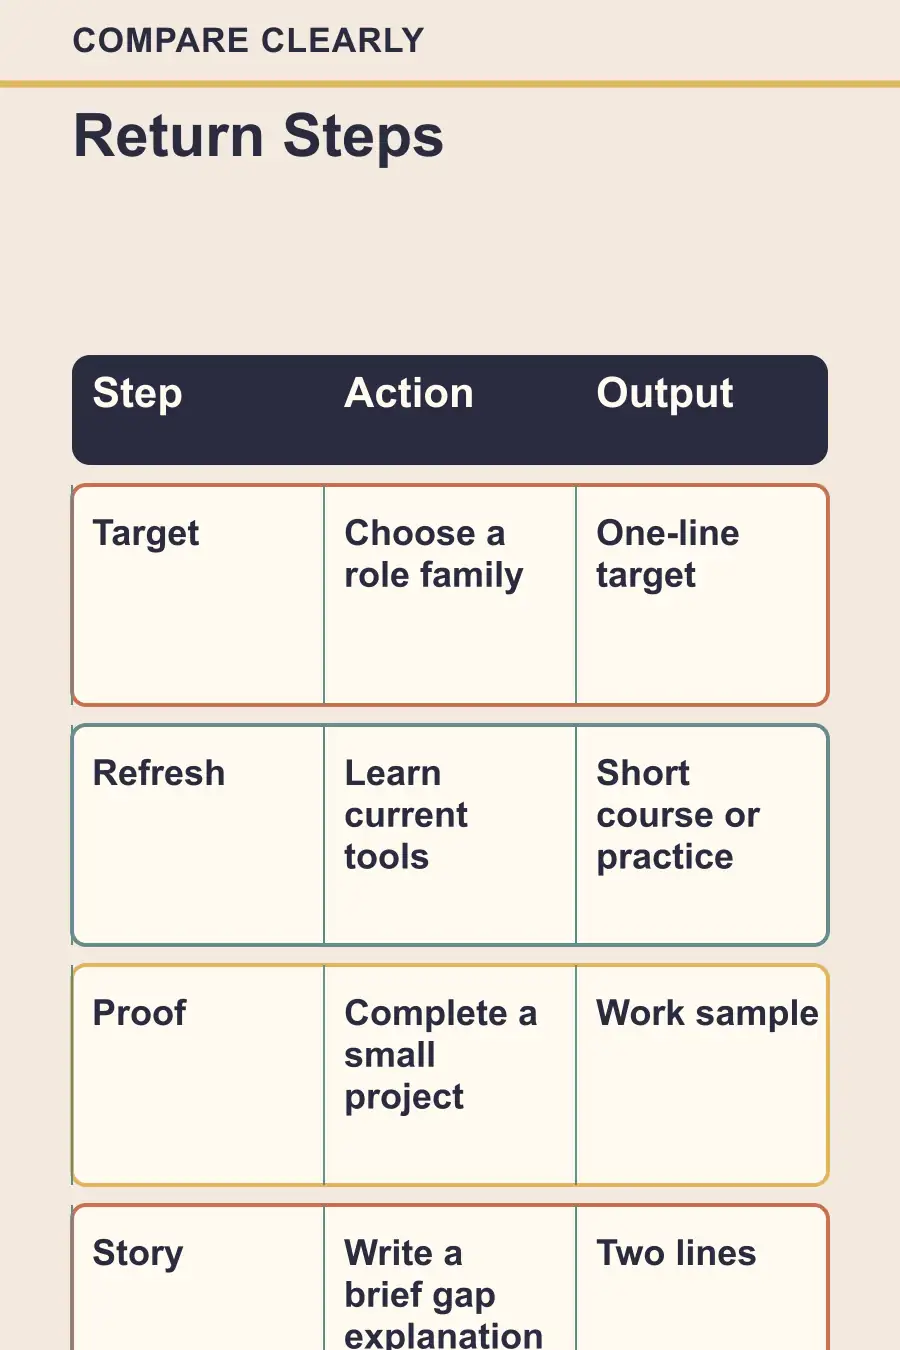 COMPARE CLEARLY
Return Steps
Step Action Output
Target
Choose a
role family
One-line
target
Refresh
Learn
current
tools
Short
course or
practice
Proof
Complete a
small
project
Work sample
Story
Write a
brief gap
explanation
Two lines